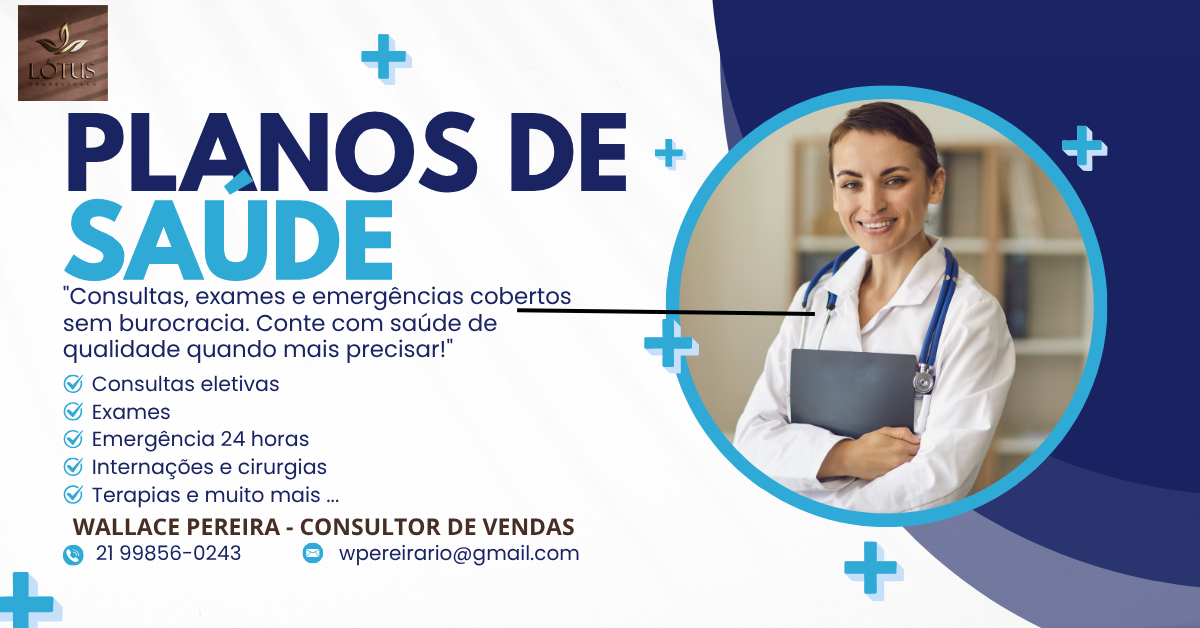 LÓTUS
PLANOS DE
SAÚDE
"Consultas, exames e emergências cobertos
sem burocracia. Conte com saúde de
qualidade quando mais precisar!"
Consultas eletivas
Exames
Emergência 24 horas
Internações e cirurgias
Terapias e muito mais ...
WALLACE PEREIRA - CONSULTOR DE VENDAS
21 99856-0243 wpereirario@gmail.com